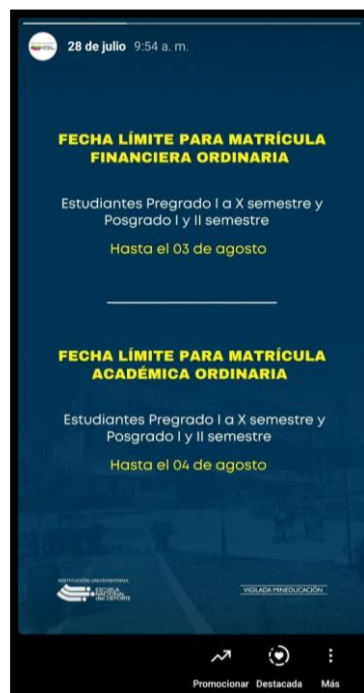 28 de julio 9:54 a. m.
FECHA LÍMITE PARA MATRÍCULA
FINANCIERA ORDINARIA
Estudiantes Pregrado I a X semestre y
Posgrado I y II semestre
Hasta el 03 de agosto
FECHA LÍMITE PARA MATRÍCULA
ACADÉMICA ORDINARIA
Estudiantes Pregrado I a X semestre y
Posgrado I y II semestre
Hasta el 04 de agosto
INSTITUCIÓN UNIVERSITARIA
ESCUELA
NACIONAL
del DEPORTE
VIGILADA MINEDUCACIÓN
Promocionar Destacada Más